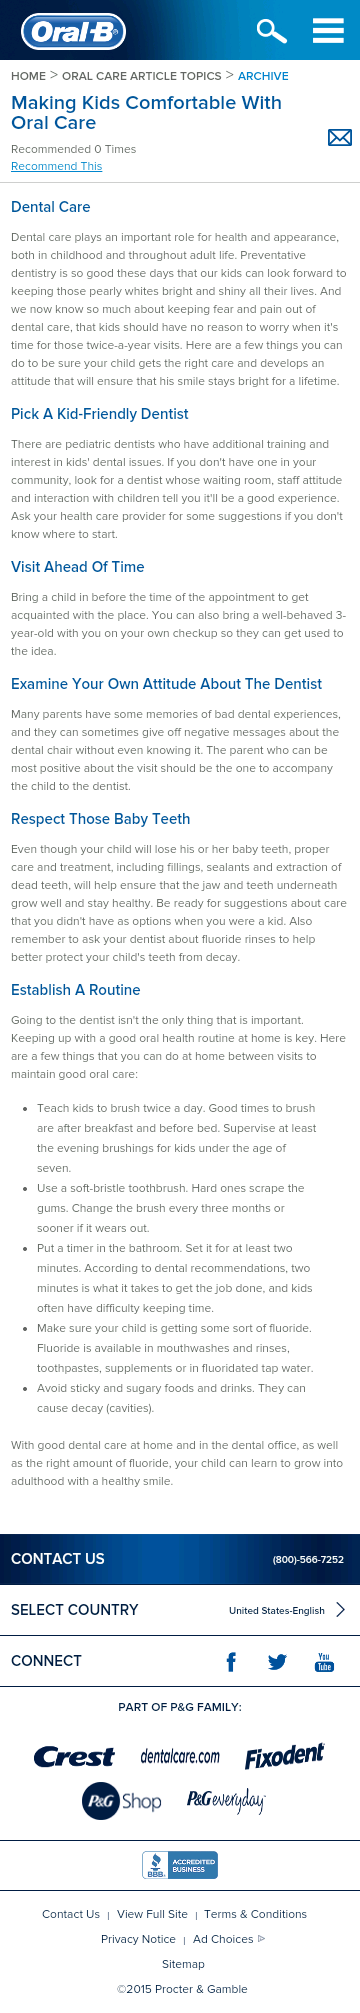 Oral-B®
HOME > ORAL CARE ARTICLE TOPICS > ARCHIVE
Making Kids Comfortable With
Oral Care
Recommended 0 Times
Recommend This
Dental Care
Dental care plays an important role for health and appearance,
both in childhood and throughout adult life. Preventative
dentistry is so good these days that our kids can look forward to
keeping those pearly whites bright and shiny all their lives. And
we now know so much about keeping fear and pain out of
dental care, that kids should have no reason to worry when it's
time for those twice-a-year visits. Here are a few things you can
do to be sure your child gets the right care and develops an
attitude that will ensure that his smile stays bright for a lifetime.
Pick A Kid-Friendly Dentist
There are pediatric dentists who have additional training and
interest in kids' dental issues. If you don't have one in your
community, look for a dentist whose waiting room, staff attitude
and interaction with children tell you it'll be a good experience.
Ask your health care provider for some suggestions if you don't
know where to start.
Visit Ahead Of Time
Bring a child in before the time of the appointment to get
acquainted with the place. You can also bring a well-behaved 3-
year-old with you on your own checkup so they can get used to
the idea.
Examine Your Own Attitude About The Dentist
Many parents have some memories of bad dental experiences,
and they can sometimes give off negative messages about the
dental chair without even knowing it. The parent who can be
most positive about the visit should be the one to accompany
the child to the dentist.
Respect Those Baby Teeth
Even though your child will lose his or her baby teeth, proper
care and treatment, including fillings, sealants and extraction of
dead teeth, will help ensure that the jaw and teeth underneath
grow well and stay healthy. Be ready for suggestions about care
that you didn't have as options when you were a kid. Also
remember to ask your dentist about fluoride rinses to help
better protect your child's teeth from decay.
Establish A Routine
Going to the dentist isn't the only thing that is important.
Keeping up with a good oral health routine at home is key. Here
are a few things that you can do at home between visits to
maintain good oral care:
• Teach kids to brush twice a day. Good times to brush
are after breakfast and before bed. Supervise at least
the evening brushings for kids under the age of
seven.
• Use a soft-bristle toothbrush. Hard ones scrape the
gums. Change the brush every three months or
sooner if it wears out.
• Put a timer in the bathroom. Set it for at least two
minutes. According to dental recommendations, two
minutes is what it takes to get the job done, and kids
often have difficulty keeping time.
• Make sure your child is getting some sort of fluoride.
Fluoride is available in mouthwashes and rinses,
toothpastes, supplements or in fluoridated tap water.
• Avoid sticky and sugary foods and drinks. They can
cause decay (cavities).
With good dental care at home and in the dental office, as well
as the right amount of fluoride, your child can learn to grow into
adulthood with a healthy smile.
CONTACT US (800)-566-7252
SELECT COUNTRY United States-English
CONNECT f You Tube
PART OF P&G FAMILY:
Crest dentalcare.com Fixodent
P&G Shop P&G everyday
BBB ACCREDITED BUSINESS
Contact Us | View Full Site | Terms & Conditions
Privacy Notice | Ad Choices
Sitemap
©2015 Procter & Gamble